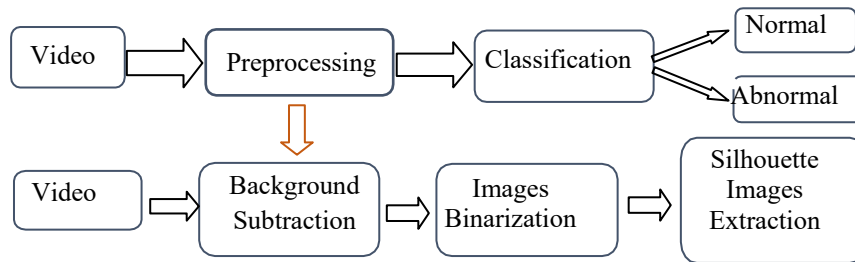 Video
Preprocessing
Classification
Normal
Abnormal
Video
Background
Subtraction
Images
Binarization
Silhouette
Images
Extraction